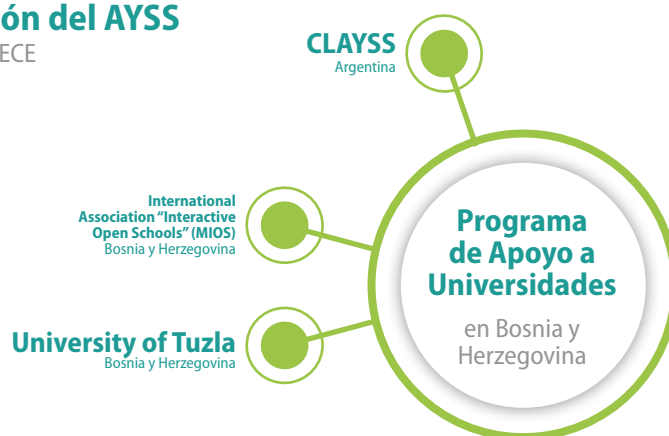 ón del AYSS
ECE
CLAYSS
Argentina
International
Association “Interactive
Open Schools” (MIOS)
Bosnia y Herzegovina
University of Tuzla
Bosnia y Herzegovina
Programa
de Apoyo a
Universidades
en Bosnia y
Herzegovina